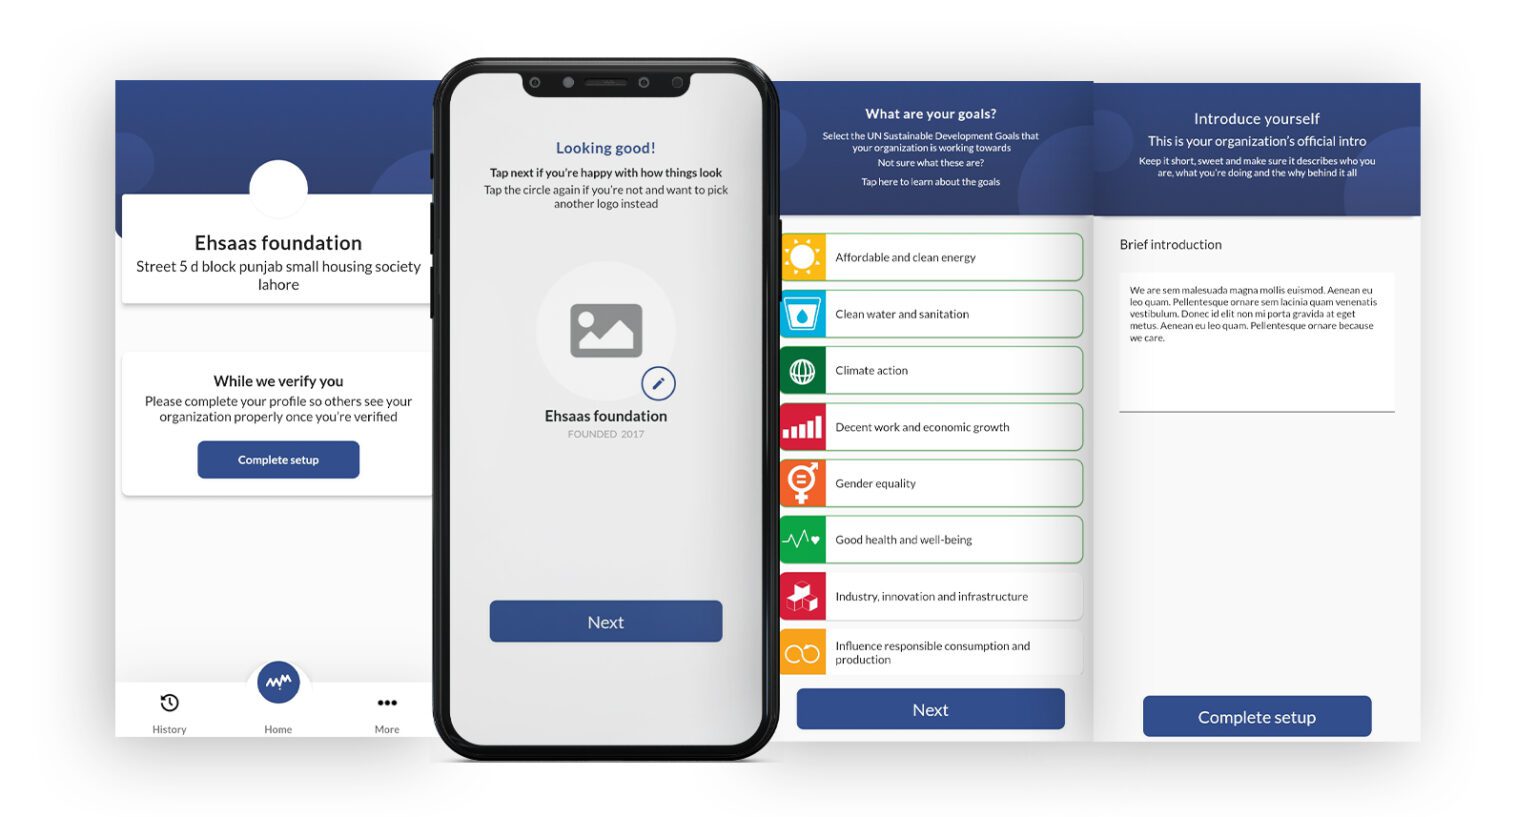 Ehsaas foundation
Street 5 d block punjab small housing society
lahore
While we verify you
Please complete your profile so others see your
organization properly once you're verified
Complete setup
History
Home
More
Looking good!
Tap next if you're happy with how things look
Tap the circle again if you're not and want to pick
another logo instead
Ehsaas foundation
FOUNDED 2017
Next
What are your goals?
Select the UN Sustainable Development Goals that
your organization is working towards
Not sure what these are?
Tap here to learn about the goals
Affordable and clean energy
Clean water and sanitation
Climate action
Decent work and economic growth
Gender equality
Good health and well-being
Industry, innovation and infrastructure
Influence responsible consumption and
production
Next
Introduce yourself
This is your organization's official intro
Keep it short, sweet and make sure it describes who you
are, what you're doing and the why behind it all
Brief introduction
We are sem malesuada magna mollis euismod. Aenean eu
leo quam. Pellentesque ornare sem lacinia quam venenatis
vestibulum. Donec id elit non mi porta gravida at eget
metus. Aenean eu leo quam. Pellentesque ornare because
we care.
Complete setup